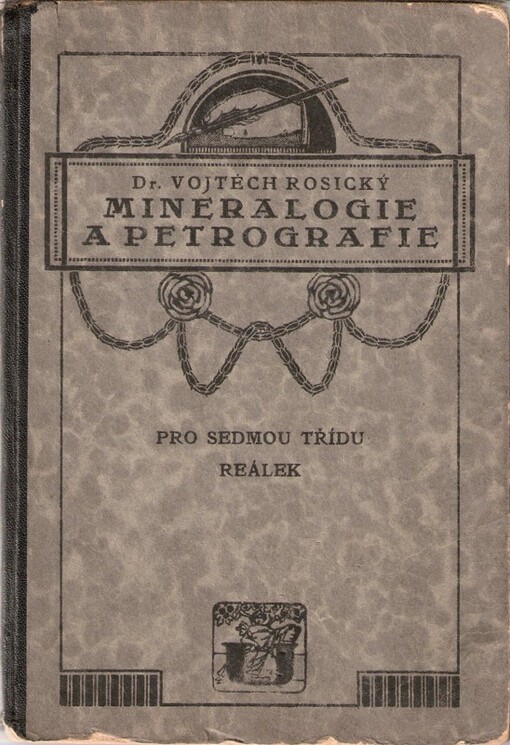 Dr. VOJTĚCH ROSICKÝ
MINERALOGIE
A PETROGRAFIE
PRO SEDMOU TŘÍDU
REÁLEK